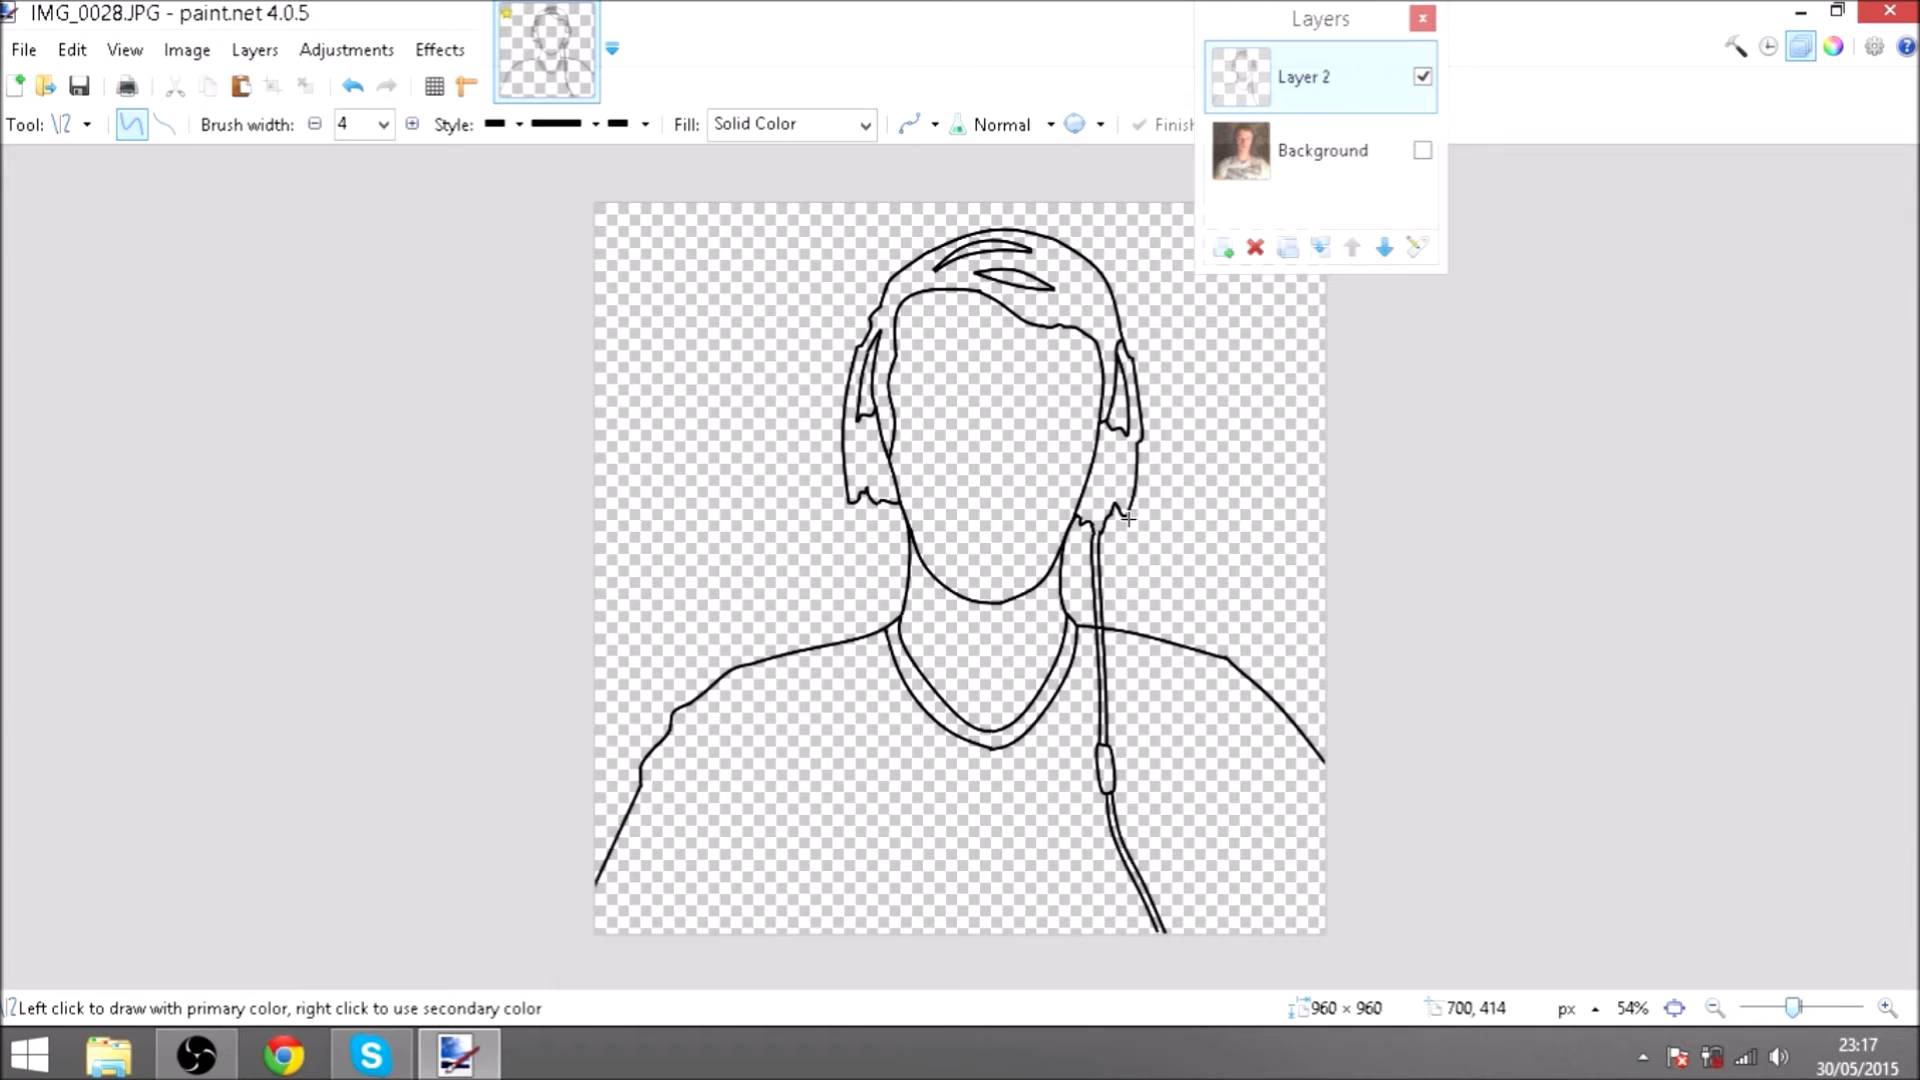 IMG_0028.JPG - paint.net 4.0.5
Layers
File Edit View Image Layers Adjustments Effects
Layer 2
Tool: Brush width: 4 Style: Fill: Solid Color Normal Finish
Background
Left click to draw with primary color, right click to use secondary color 960 × 960 700, 414 px 54%
23:17
30/05/2015